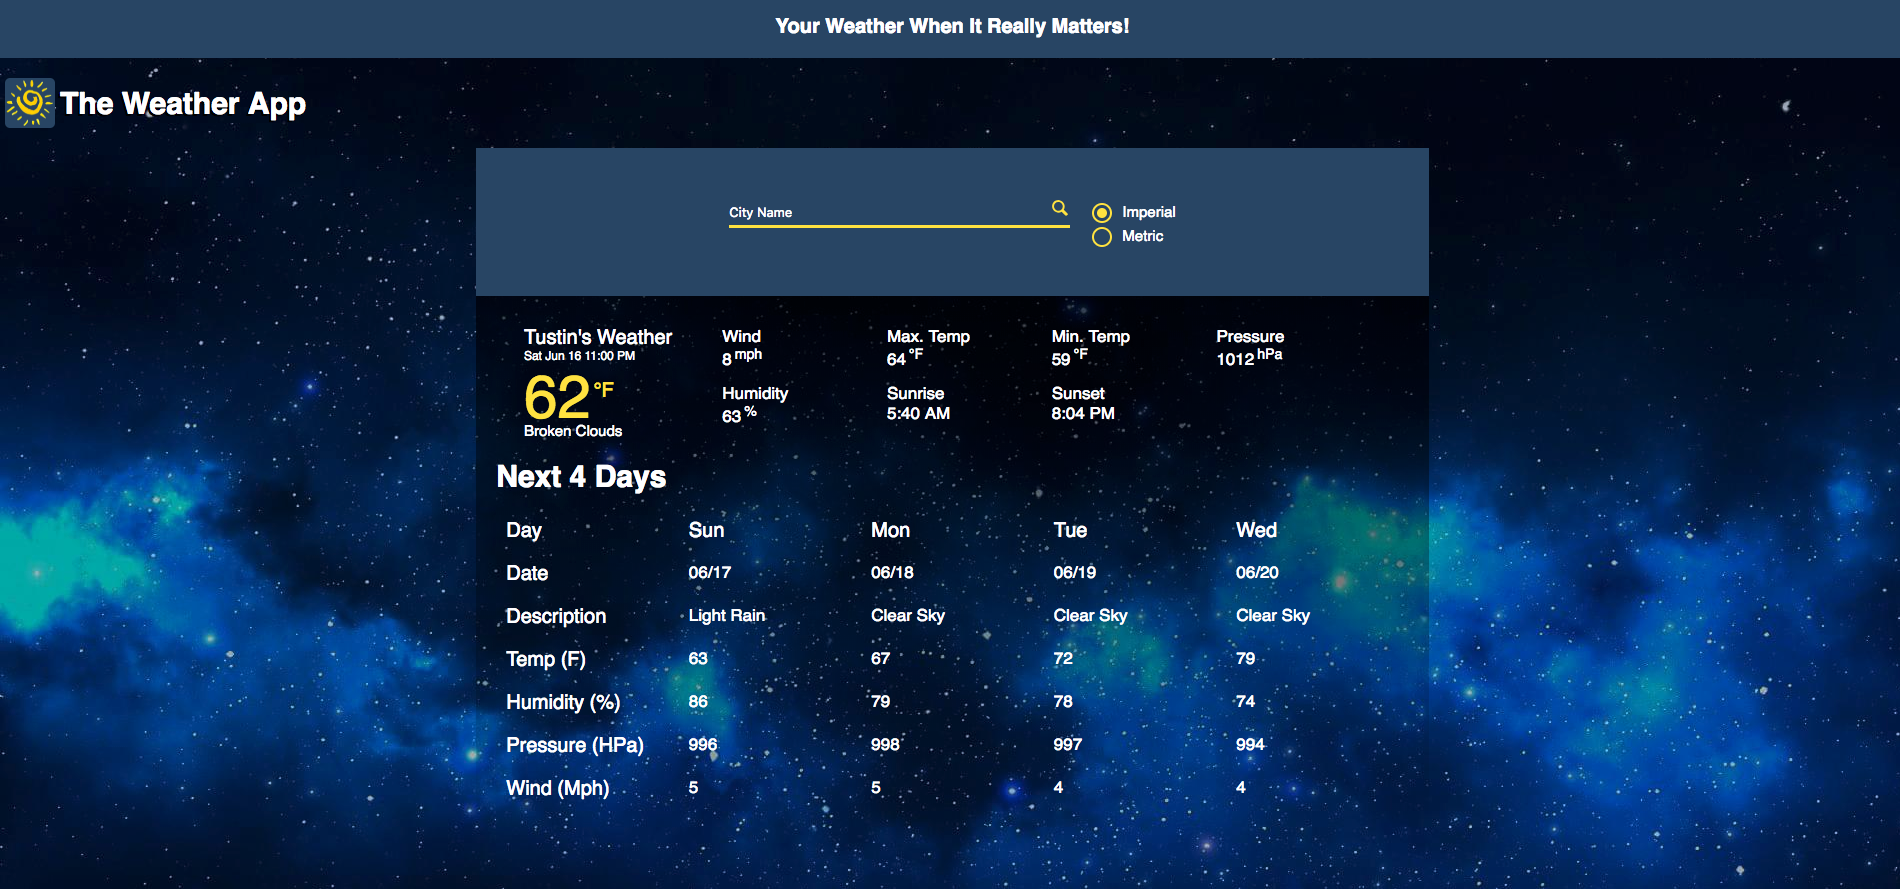 Your Weather When It Really Matters!
The Weather App
City Name
Imperial
Metric
Tustin's Weather
Sat Jun 16 11:00 PM
62 °F
Broken Clouds
Wind
8 mph
Max. Temp
64 °F
Min. Temp
59 °F
Pressure
1012 hPa
Humidity
63 %
Sunrise
5:40 AM
Sunset
8:04 PM
Next 4 Days
Day Sun Mon Tue Wed
Date 06/17 06/18 06/19 06/20
Description Light Rain Clear Sky Clear Sky Clear Sky
Temp (F) 63 67 72 79
Humidity (%) 86 79 78 74
Pressure (HPa) 996 998 997 994
Wind (Mph) 5 5 4 4